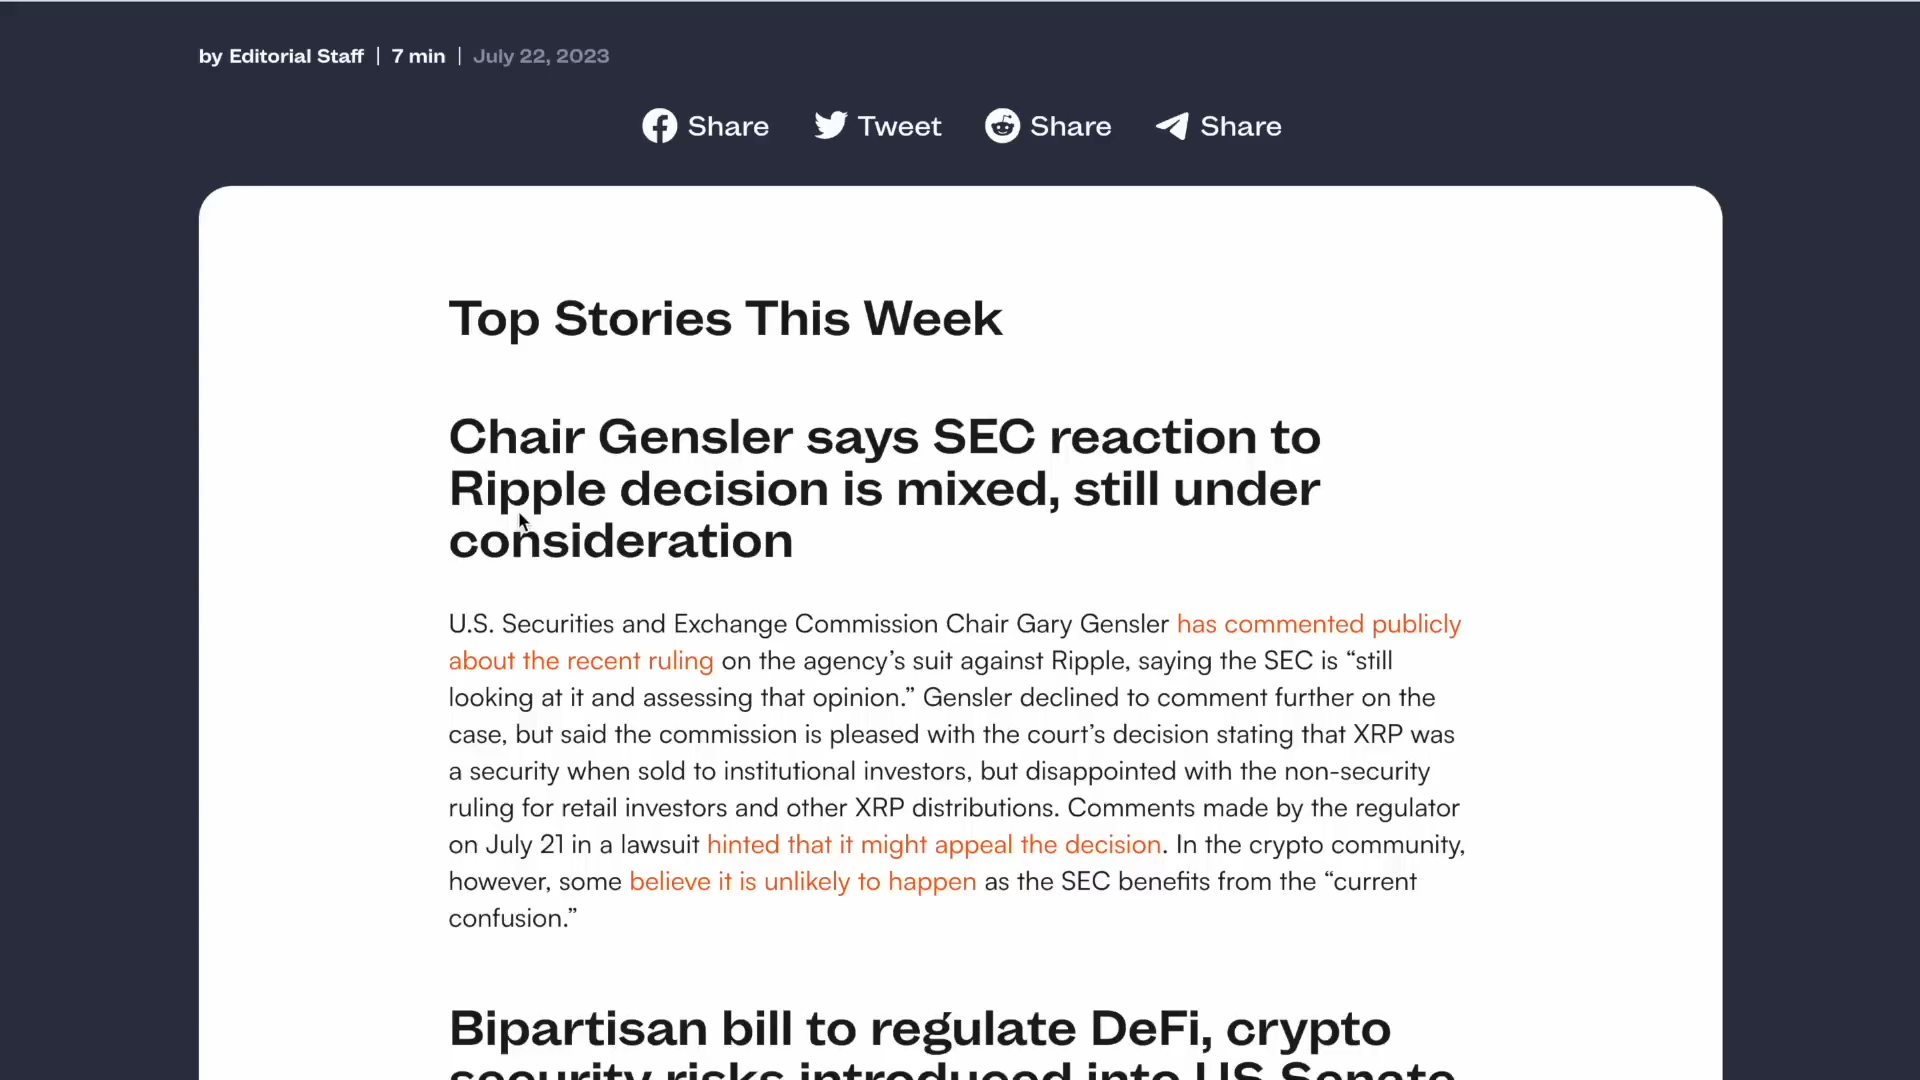 by Editorial Staff | 7 min | July 22, 2023
Share Tweet Share Share
Top Stories This Week
Chair Gensler says SEC reaction to
Ripple decision is mixed, still under
consideration
U.S. Securities and Exchange Commission Chair Gary Gensler has commented publicly
about the recent ruling on the agency’s suit against Ripple, saying the SEC is “still
looking at it and assessing that opinion.” Gensler declined to comment further on the
case, but said the commission is pleased with the court’s decision stating that XRP was
a security when sold to institutional investors, but disappointed with the non-security
ruling for retail investors and other XRP distributions. Comments made by the regulator
on July 21 in a lawsuit hinted that it might appeal the decision. In the crypto community,
however, some believe it is unlikely to happen as the SEC benefits from the “current
confusion.”
Bipartisan bill to regulate DeFi, crypto
security risks introduced into US Senate